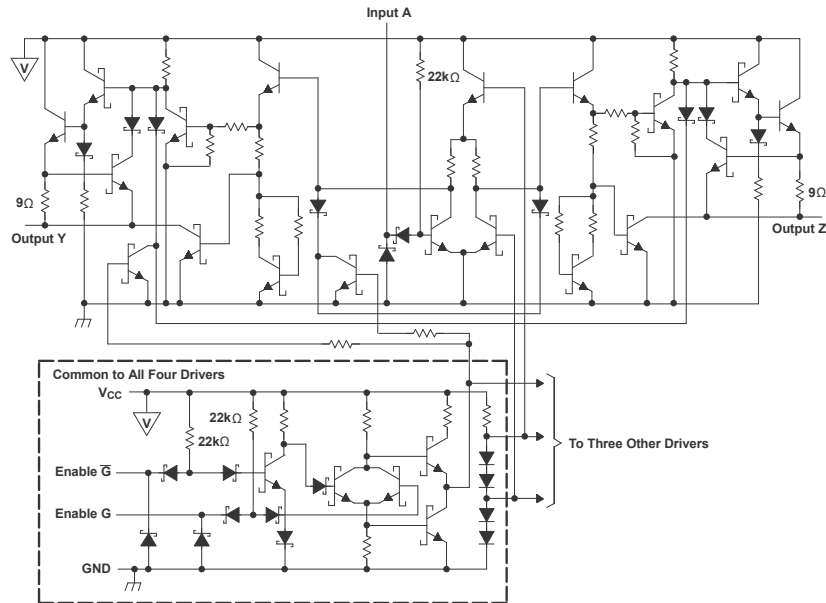 Input A
V
22kΩ
9Ω
9Ω
Output Y
Output Z
Common to All Four Drivers
VCC
V
22kΩ
22kΩ
To Three Other Drivers
Enable G̅
Enable G
GND